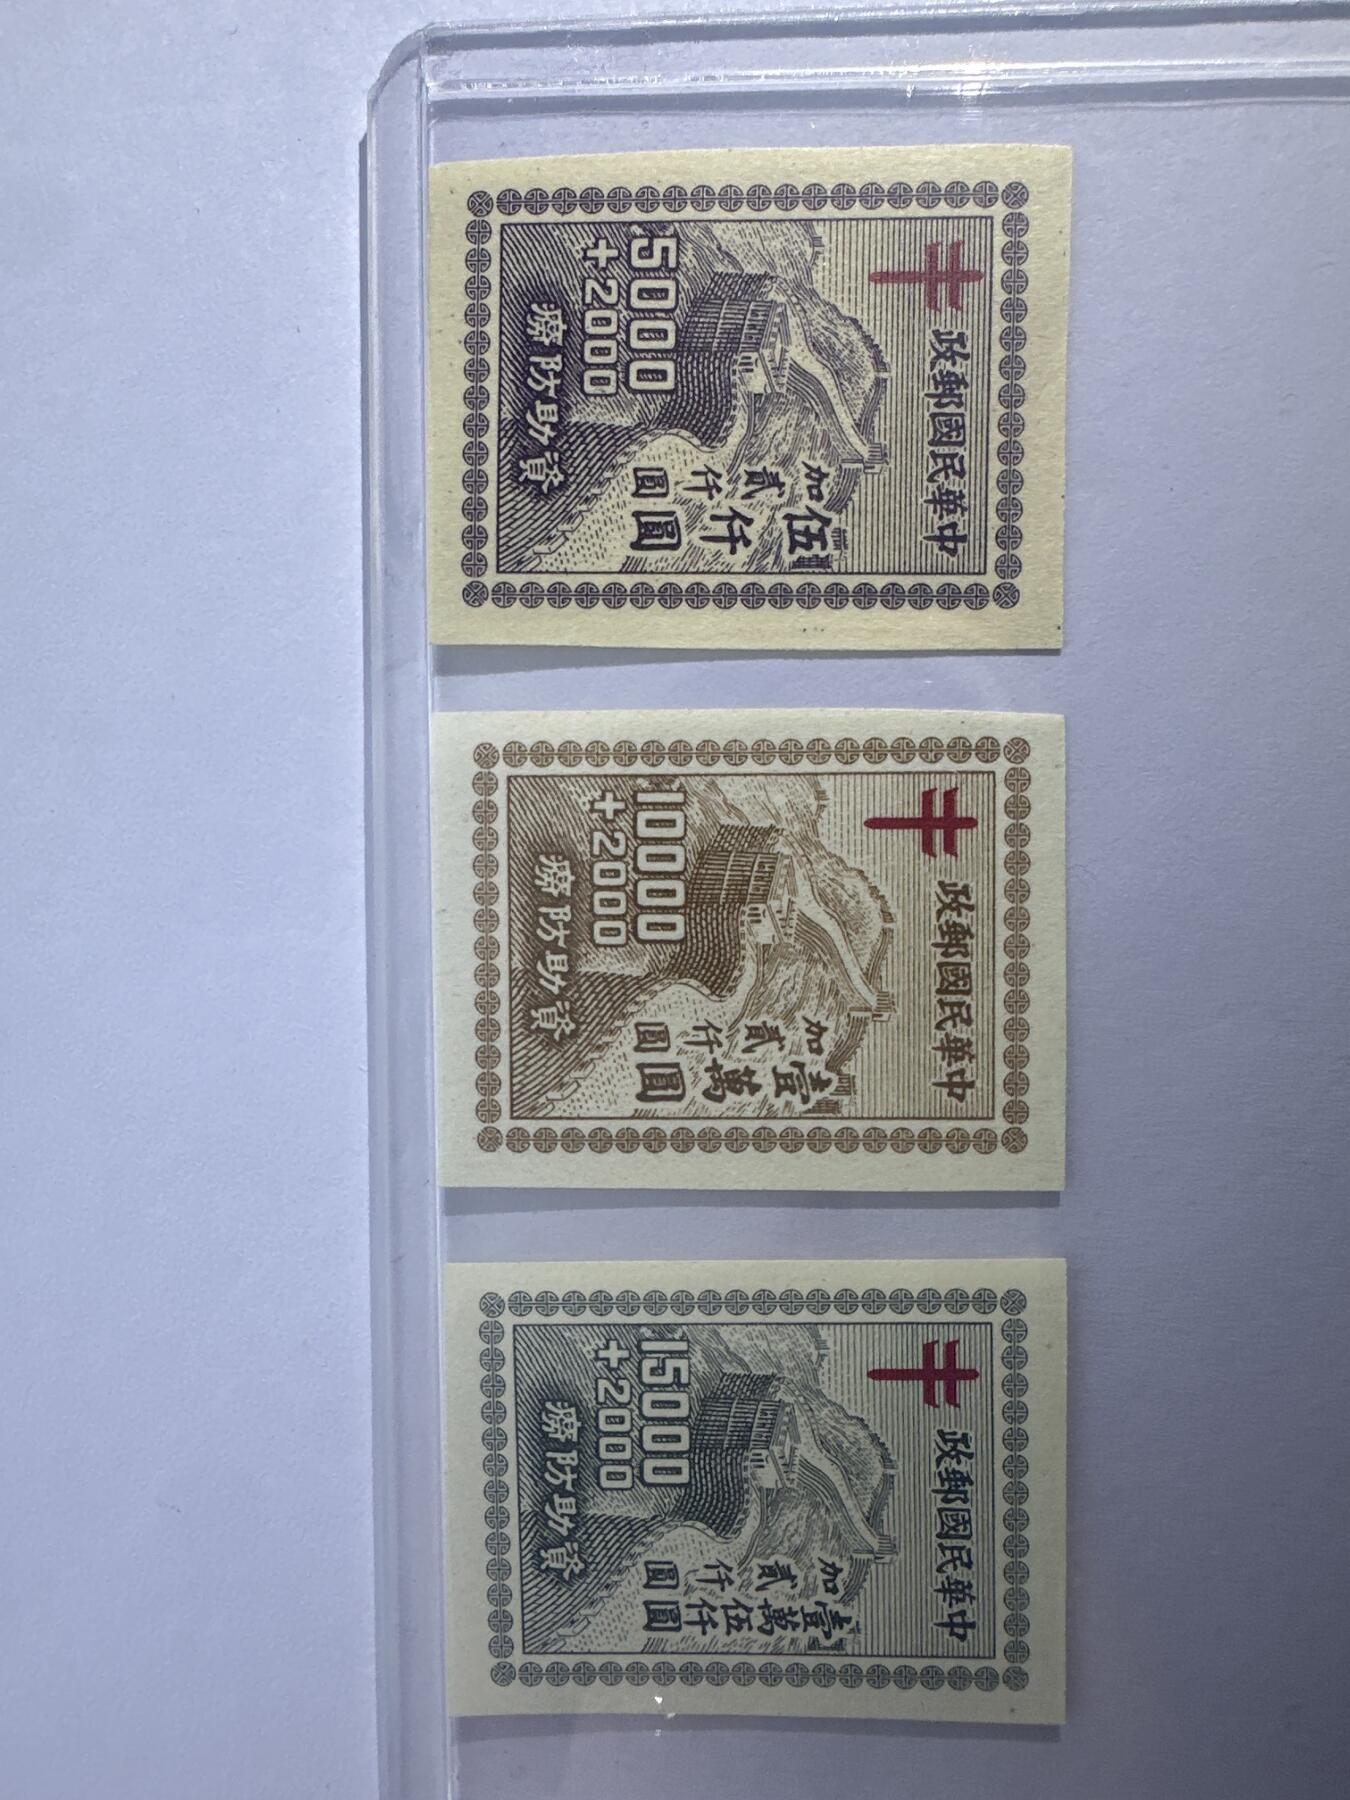 中華民國郵政
伍仟圓
加貳仟圓
5000
+2000
資助防癆
中華民國郵政
壹萬圓
加貳仟圓
10000
+2000
資助防癆
中華民國郵政
壹萬伍仟圓
加貳仟圓
15000
+2000
資助防癆